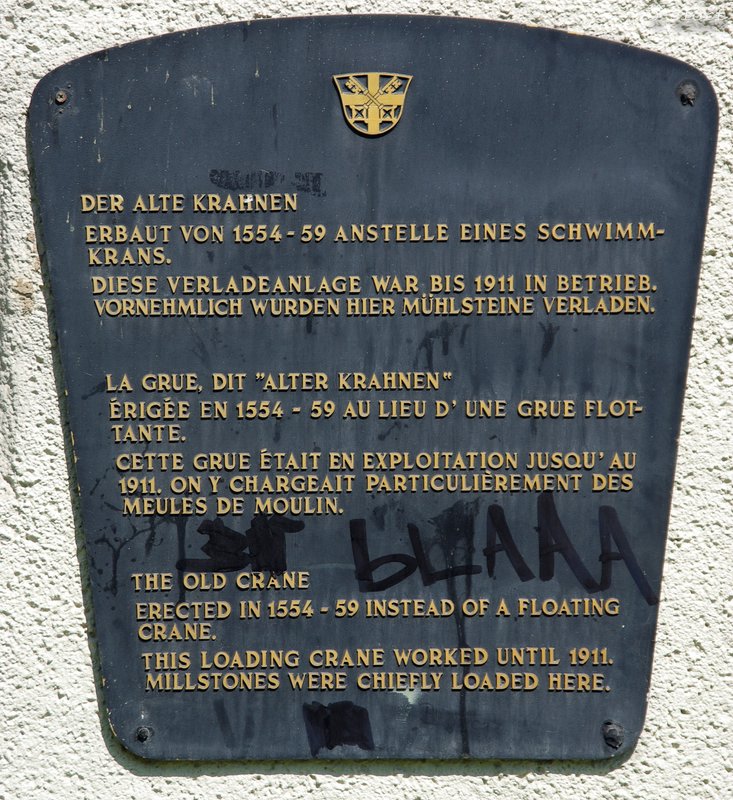 DER ALTE KRAHNEN
ERBAUT VON 1554 - 59 ANSTELLE EINES SCHWIMM-
KRANS.
DIESE VERLADEANLAGE WAR BIS 1911 IN BETRIEB.
VORNEHMLICH WURDEN HIER MÜHLSTEINE VERLADEN.
LA GRUE, DIT "ALTER KRAHNEN"
ÉRIGÉE EN 1554 - 59 AU LIEU D' UNE GRUE FLOT-
TANTE.
CETTE GRUE ÉTAIT EN EXPLOITATION JUSQU' AU
1911. ON Y CHARGEAIT PARTICULIÈREMENT DES
MEULES DE MOULIN.
bLAAA
THE OLD CRANE
ERECTED IN 1554 - 59 INSTEAD OF A FLOATING
CRANE.
THIS LOADING CRANE WORKED UNTIL 1911.
MILLSTONES WERE CHIEFLY LOADED HERE.